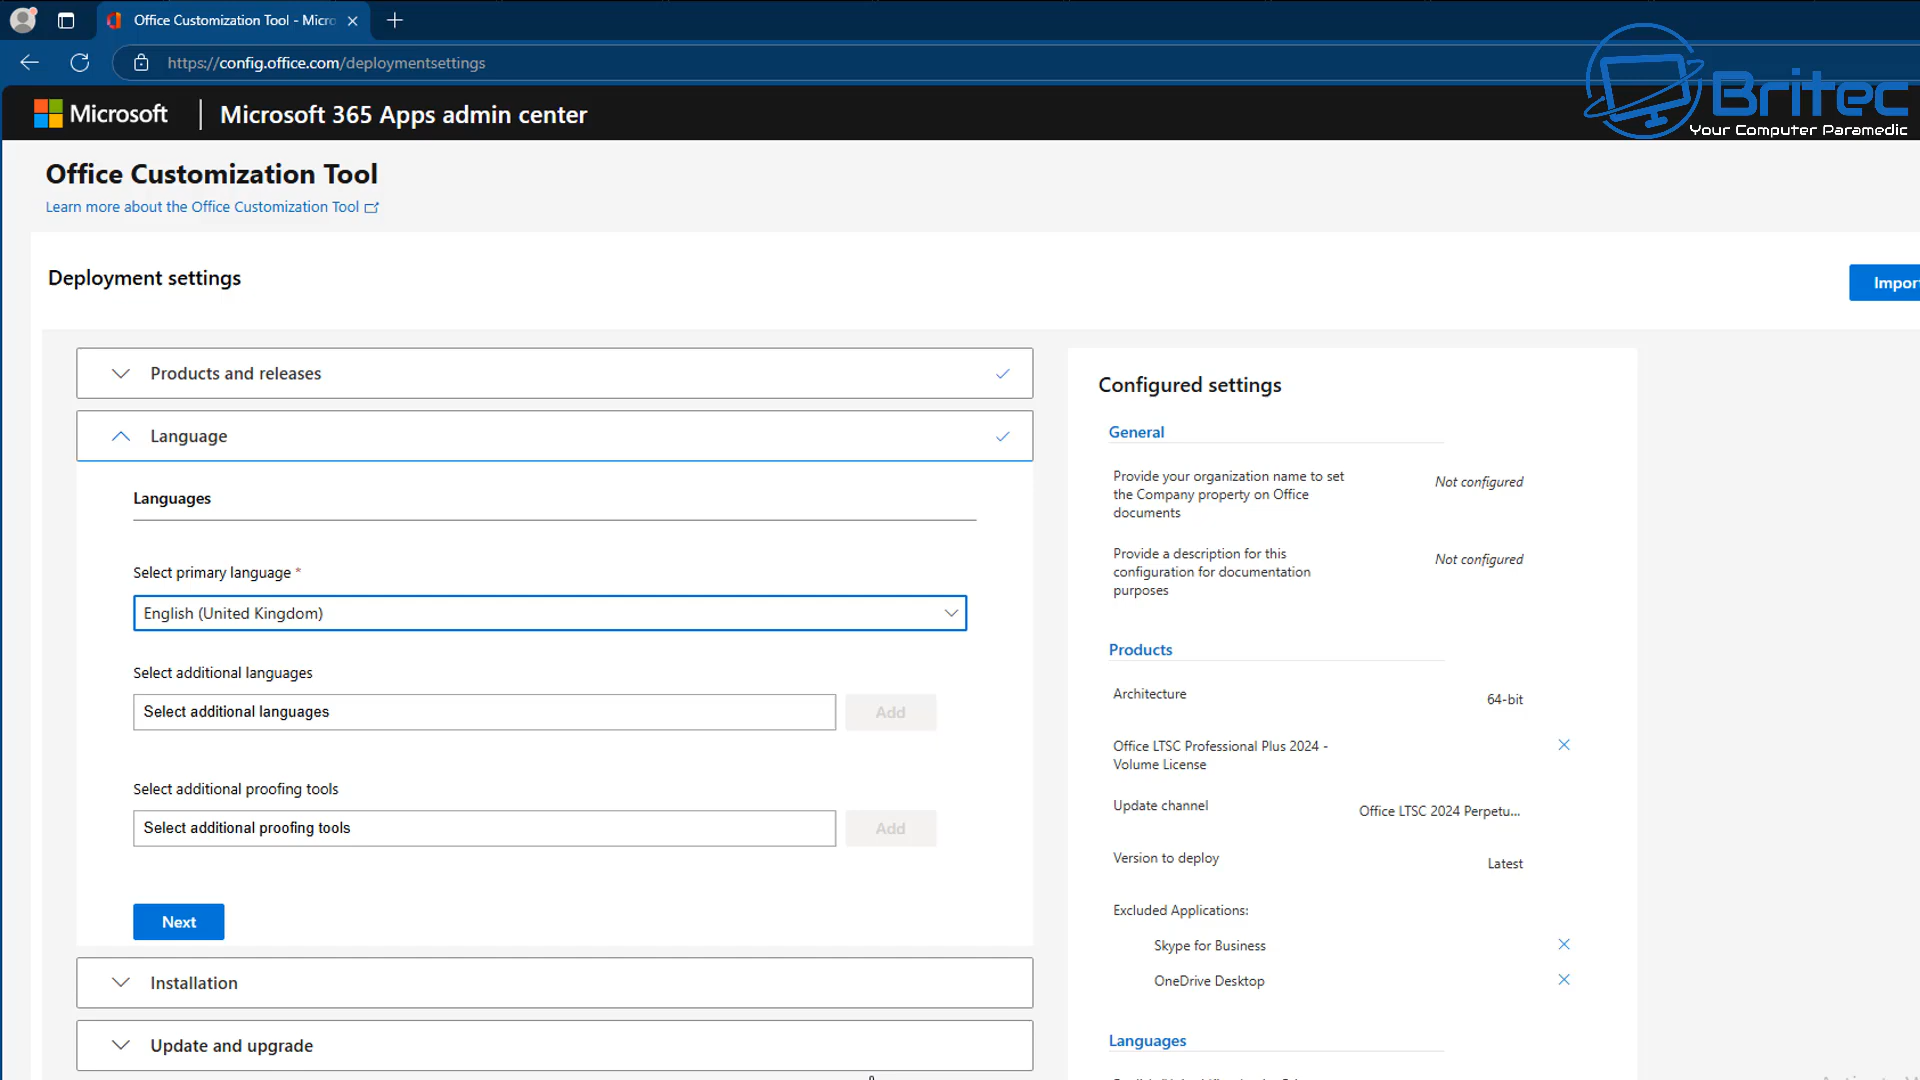 Office Customization Tool - Micro
https://config.office.com/deploymentsettings
Microsoft
Microsoft 365 Apps admin center
Britec
Your Computer Paramedic
Office Customization Tool
Learn more about the Office Customization Tool
Deployment settings
Import
Products and releases
Language
Languages
Select primary language *
English (United Kingdom)
Select additional languages
Select additional languages
Add
Select additional proofing tools
Select additional proofing tools
Add
Next
Installation
Update and upgrade
Configured settings
General
Provide your organization name to set
the Company property on Office
documents
Not configured
Provide a description for this
configuration for documentation
purposes
Not configured
Products
Architecture
64-bit
Office LTSC Professional Plus 2024 -
Volume License
Update channel
Office LTSC 2024 Perpetu...
Version to deploy
Latest
Excluded Applications:
Skype for Business
OneDrive Desktop
Languages